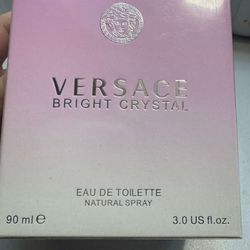 VERSACE
BRIGHT CRYSTAL
EAU DE TOILETTE
NATURAL SPRAY
90 ml ℮ 3.0 US fl.oz.